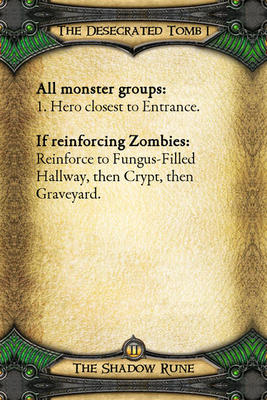 The Desecrated Tomb I
All monster groups:
1. Hero closest to Entrance.
If reinforcing Zombies:
Reinforce to Fungus-Filled
Hallway, then Crypt, then
Graveyard.
II
The Shadow Rune